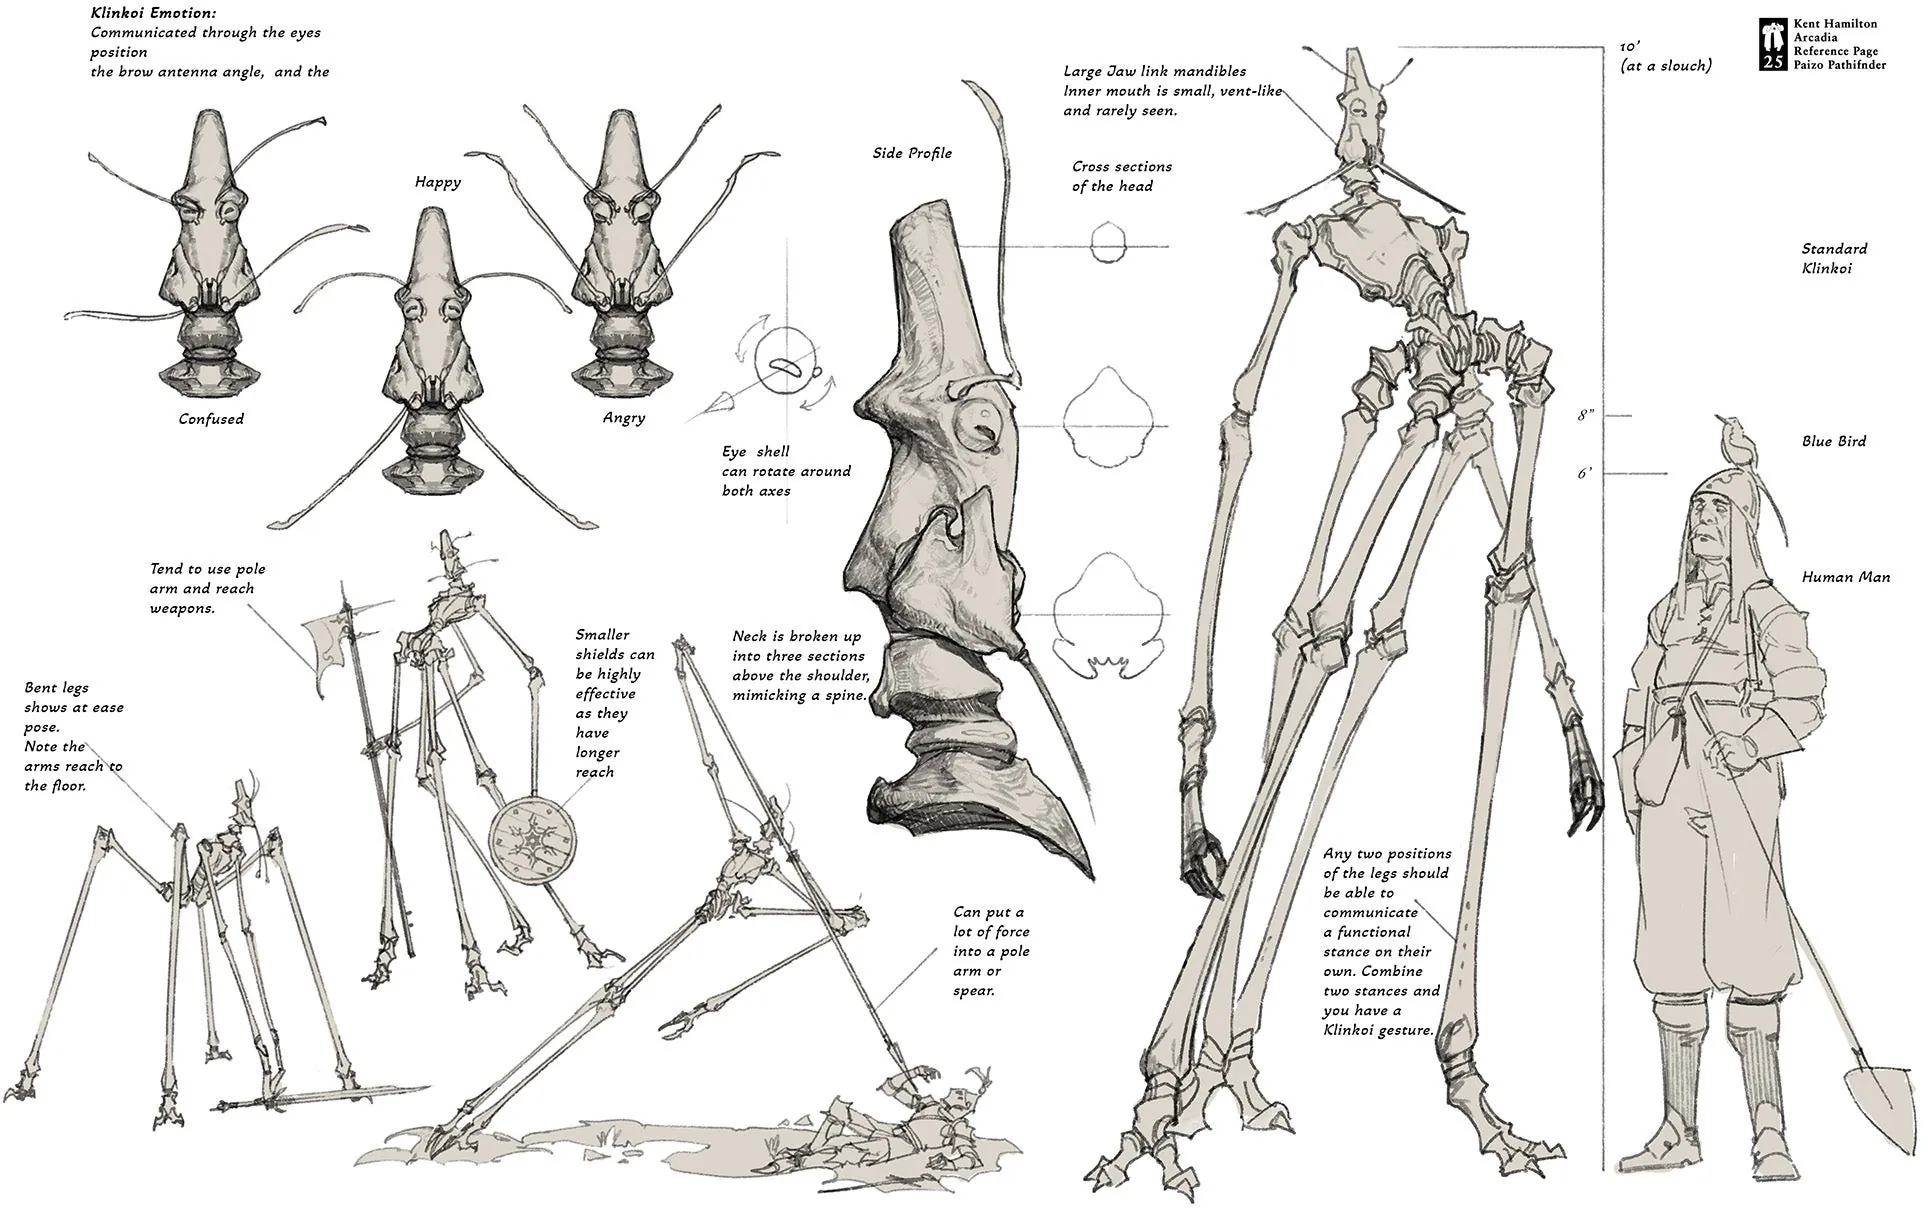 Klinkoi Emotion:
Communicated through the eyes
position
the brow antenna angle, and the
Confused
Happy
Angry
Eye shell
can rotate around
both axes
Side Profile
Large Jaw link mandibles
Inner mouth is small, vent-like
and rarely seen.
Cross sections
of the head
10'
(at a slouch)
25
Kent Hamilton
Arcadia
Reference Page
Paizo Pathifnder
Standard
Klinkoi
8"
Blue Bird
6'
Human Man
Tend to use pole
arm and reach
weapons.
Smaller
shields can
be highly
effective
as they
have
longer
reach
Neck is broken up
into three sections
above the shoulder,
mimicking a spine.
Bent legs
shows at ease
pose.
Note the
arms reach to
the floor.
Can put a
lot of force
into a pole
arm or
spear.
Any two positions
of the legs should
be able to
communicate
a functional
stance on their
own. Combine
two stances and
you have a
Klinkoi gesture.